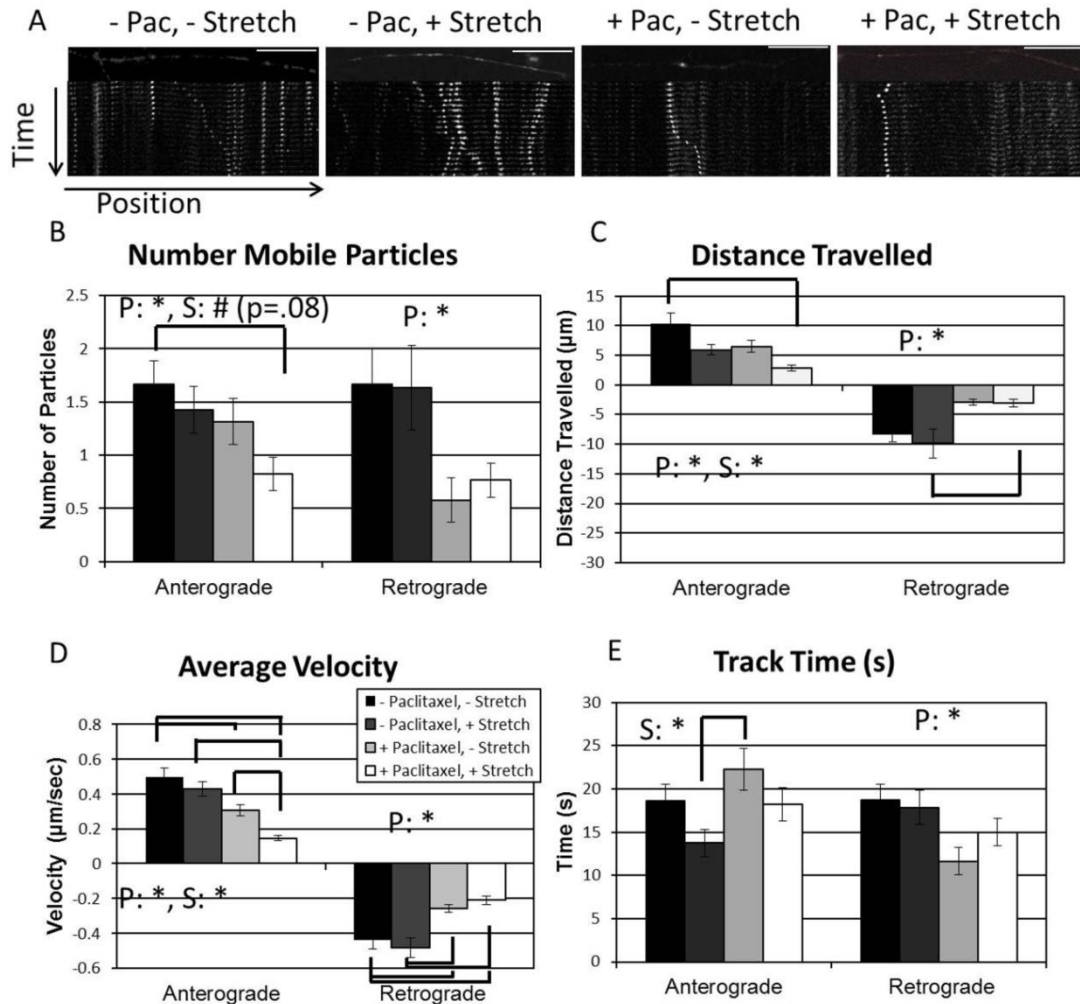 A
- Pac, - Stretch
- Pac, + Stretch
+ Pac, - Stretch
+ Pac, + Stretch
Time
Position
B
Number Mobile Particles
P: *, S: # (p=.08)
P: *
Number of Particles
2.5
2
1.5
1
0.5
0
Anterograde
Retrograde
C
Distance Travelled
P: *
P: *, S: *
Distance Travelled (µm)
15
10
5
0
-5
-10
-15
-20
-25
-30
Anterograde
Retrograde
D
Average Velocity
- Paclitaxel, - Stretch
- Paclitaxel, + Stretch
+ Paclitaxel, - Stretch
+ Paclitaxel, + Stretch
P: *
P: *, S: *
Velocity (µm/sec)
0.8
0.6
0.4
0.2
0
-0.2
-0.4
-0.6
Anterograde
Retrograde
E
Track Time (s)
S: *
P: *
Time (s)
30
25
20
15
10
5
0
Anterograde
Retrograde